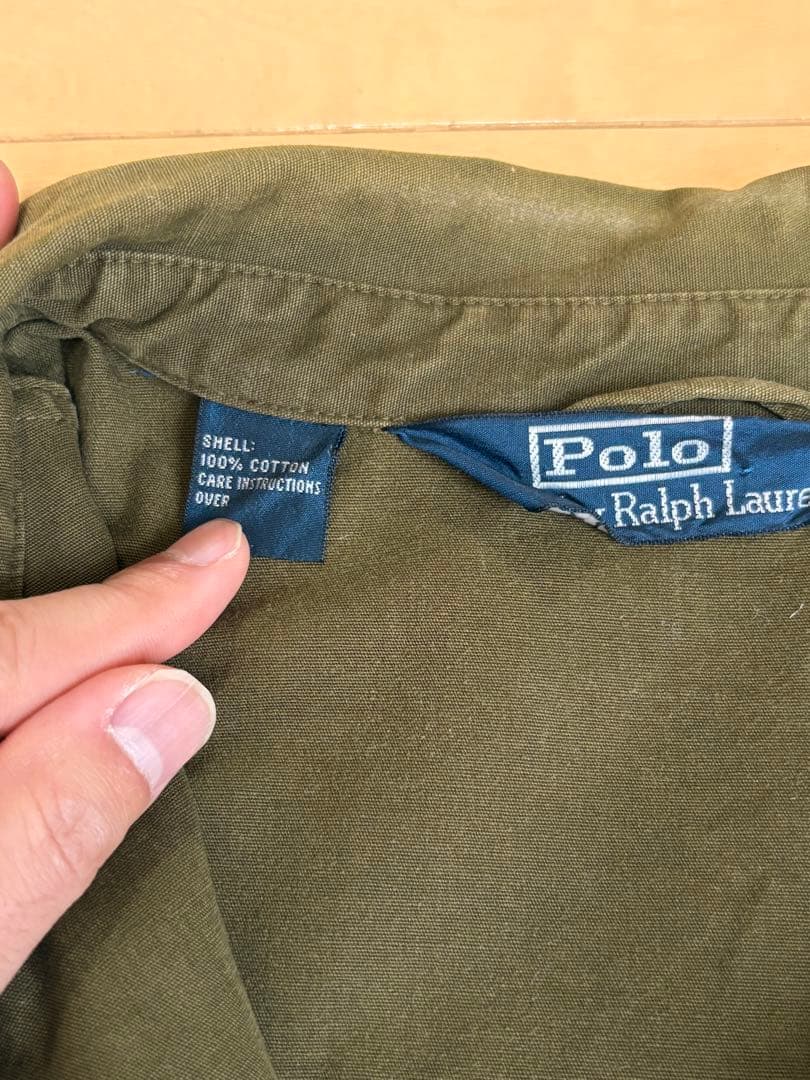 SHELL:
100% COTTON
CARE INSTRUCTIONS
OVER
Polo
Ralph Laure